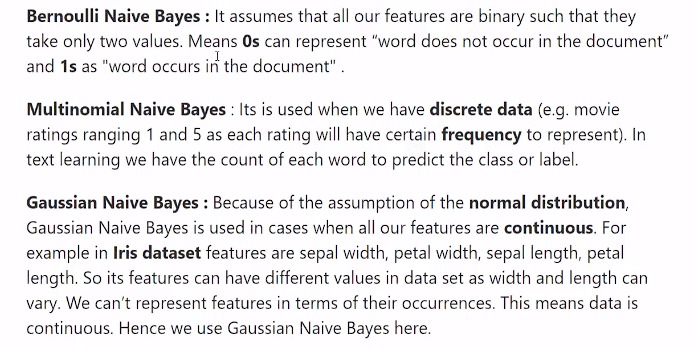 Bernoulli Naive Bayes : It assumes that all our features are binary such that they
take only two values. Means 0s can represent “word does not occur in the document”
and 1s as "word occurs in the document" .
Multinomial Naive Bayes : Its is used when we have discrete data (e.g. movie
ratings ranging 1 and 5 as each rating will have certain frequency to represent). In
text learning we have the count of each word to predict the class or label.
Gaussian Naive Bayes : Because of the assumption of the normal distribution,
Gaussian Naive Bayes is used in cases when all our features are continuous. For
example in Iris dataset features are sepal width, petal width, sepal length, petal
length. So its features can have different values in data set as width and length can
vary. We can’t represent features in terms of their occurrences. This means data is
continuous. Hence we use Gaussian Naive Bayes here.